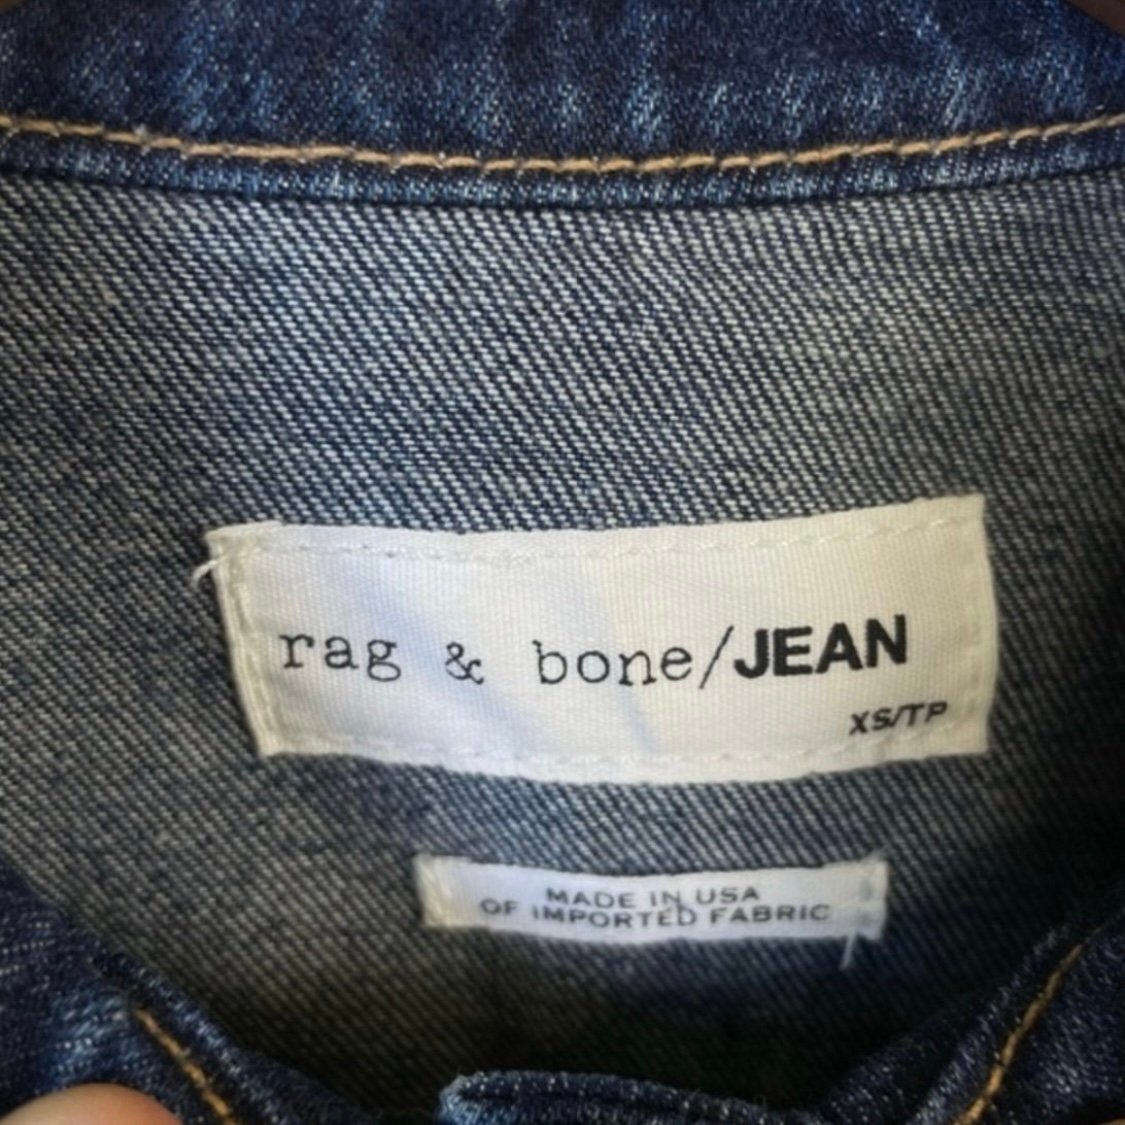 rag & bone/JEAN
XS/TP
MADE IN USA
OF IMPORTED FABRIC